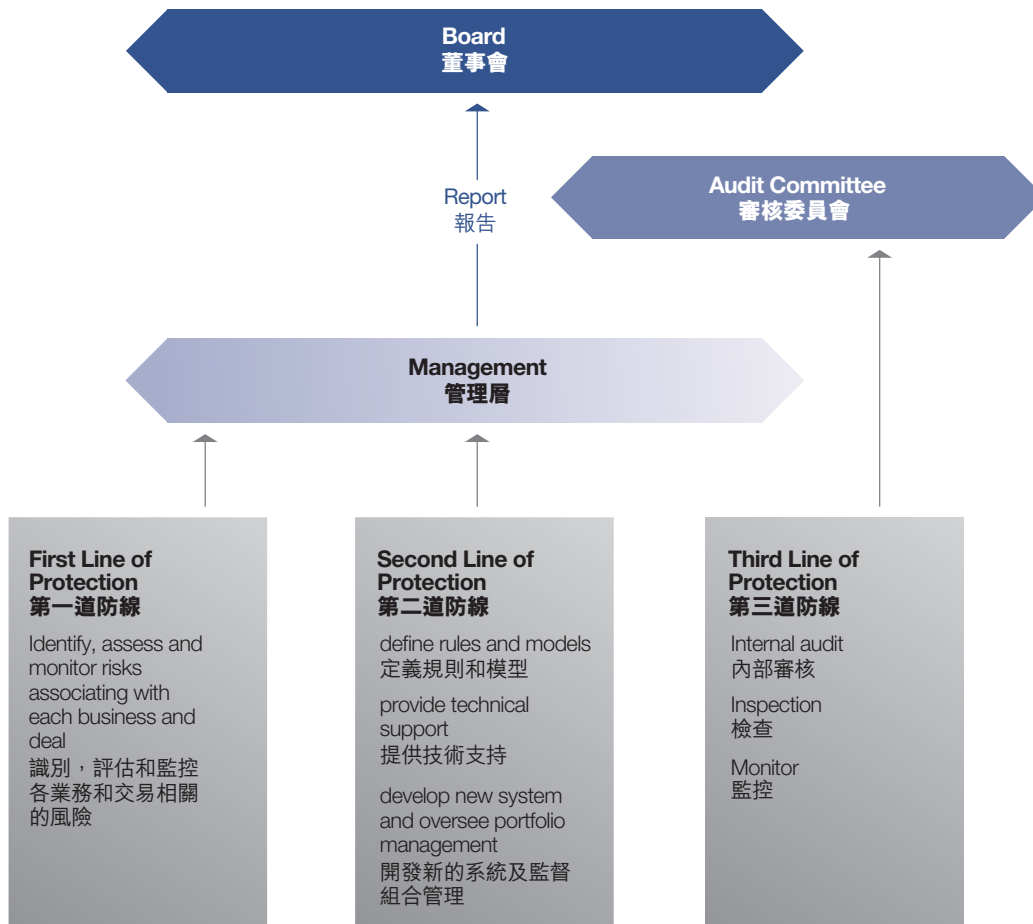 Board
董事會
Report
報告
Audit Committee
審核委員會
Management
管理層
First Line of
Protection
第一道防線
Identify, assess and
monitor risks
associating with
each business and
deal
識別，評估和監控
各業務和交易相關
的風險
Second Line of
Protection
第二道防線
define rules and models
定義規則和模型
provide technical
support
提供技術支持
develop new system
and oversee portfolio
management
開發新的系統及監督
組合管理
Third Line of
Protection
第三道防線
Internal audit
內部審核
Inspection
檢查
Monitor
監控